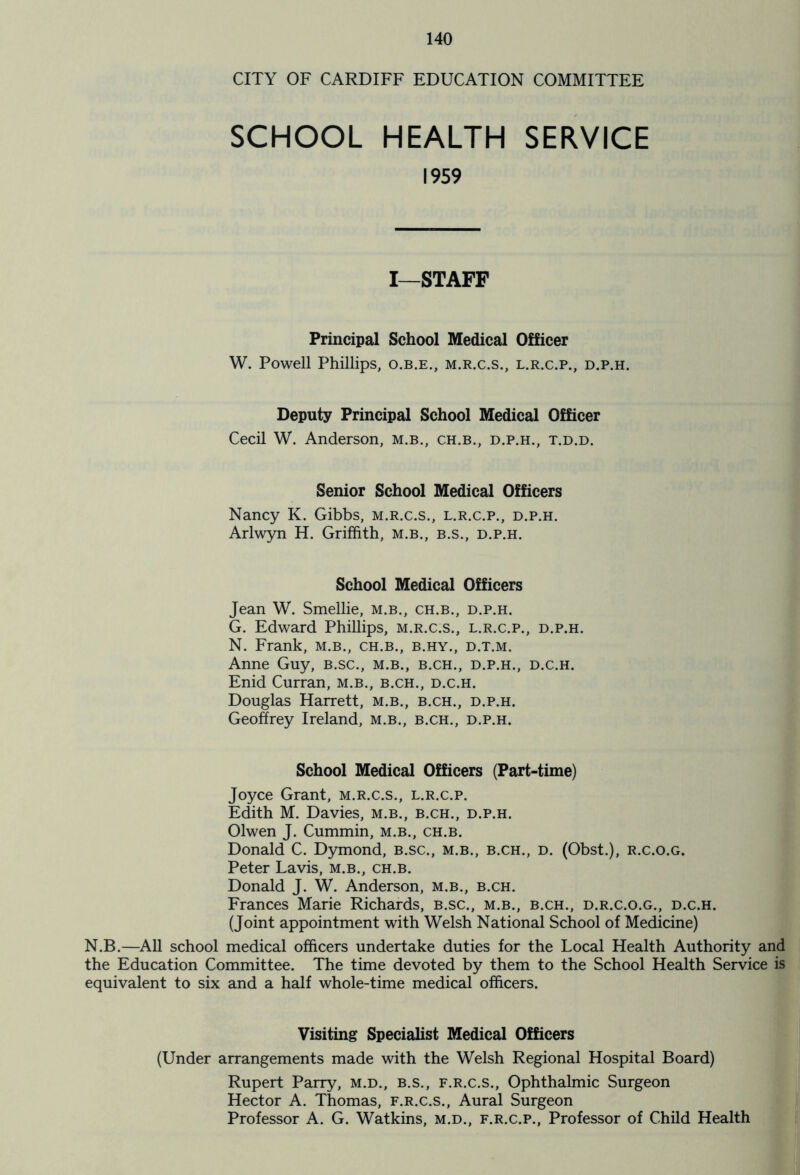 140
CITY OF CARDIFF EDUCATION COMMITTEE
SCHOOL HEALTH SERVICE
1959
I—STAFF
Principal School Medical Officer
W. Powell Phillips, O.B.E., M.R.C.S., L.R.C.P., D.P.H.
Deputy Principal School Medical Officer
Cecil W. Anderson, M.B., CH.B., D.P.H., T.D.D.
Senior School Medical Officers
Nancy K. Gibbs, M.R.C.S., L.R.C.P., D.P.H.
Arlwyn H. Griffith, M.B., B.S., D.P.H.
School Medical Officers
Jean W. Smellie, M.B., CH.B., D.P.H.
G. Edward Phillips, M.R.C.S., L.R.C.P., D.P.H.
N. Frank, M.B., CH.B., B.HY., D.T.M.
Anne Guy, B.SC., M.B., B.CH., D.P.H., D.C.H.
Enid Curran, M.B., B.CH., D.C.H.
Douglas Harrett, M.B., B.CH., D.P.H.
Geoffrey Ireland, M.B., B.CH., D.P.H.
School Medical Officers (Part-time)
Joyce Grant, M.R.C.S., L.R.C.P.
Edith M. Davies, M.B., B.CH., D.P.H.
Olwen J. Cummin, M.B., CH.B.
Donald C. Dymond, B.SC., M.B., B.CH., D. (Obst.), R.C.O.G.
Peter Lavis, M.B., CH.B.
Donald J. W. Anderson, M.B., B.CH.
Frances Marie Richards, B.SC., M.B., B.CH., D.R.C.O.G., D.C.H.
(Joint appointment with Welsh National School of Medicine)
N.B.—All school medical officers undertake duties for the Local Health Authority and
the Education Committee. The time devoted by them to the School Health Service is
equivalent to six and a half whole-time medical officers.
Visiting Specialist Medical Officers
(Under arrangements made with the Welsh Regional Hospital Board)
Rupert Parry, M.D., B.S., F.R.C.S., Ophthalmic Surgeon
Hector A. Thomas, F.R.C.S., Aural Surgeon
Professor A. G. Watkins, M.D., F.R.C.P., Professor of Child Health